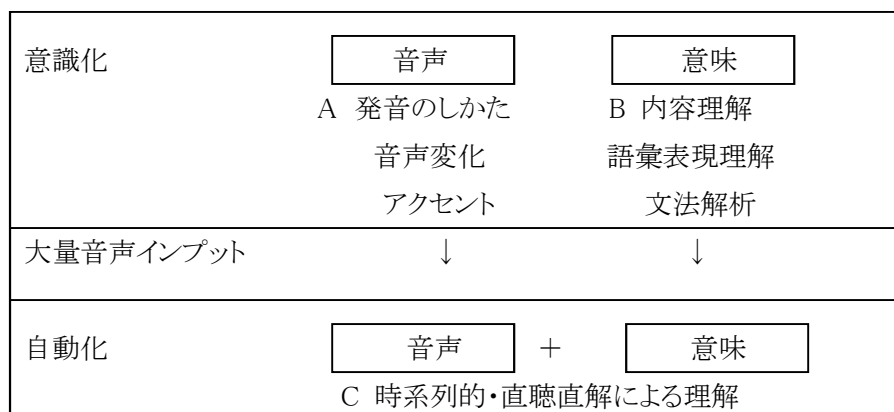 意識化 音声 意味
A 発音のしかた B 内容理解
音声変化 語彙表現理解
アクセント 文法解析
大量音声インプット ↓ ↓
自動化 音声 + 意味
C 時系列的・直聴直解による理解